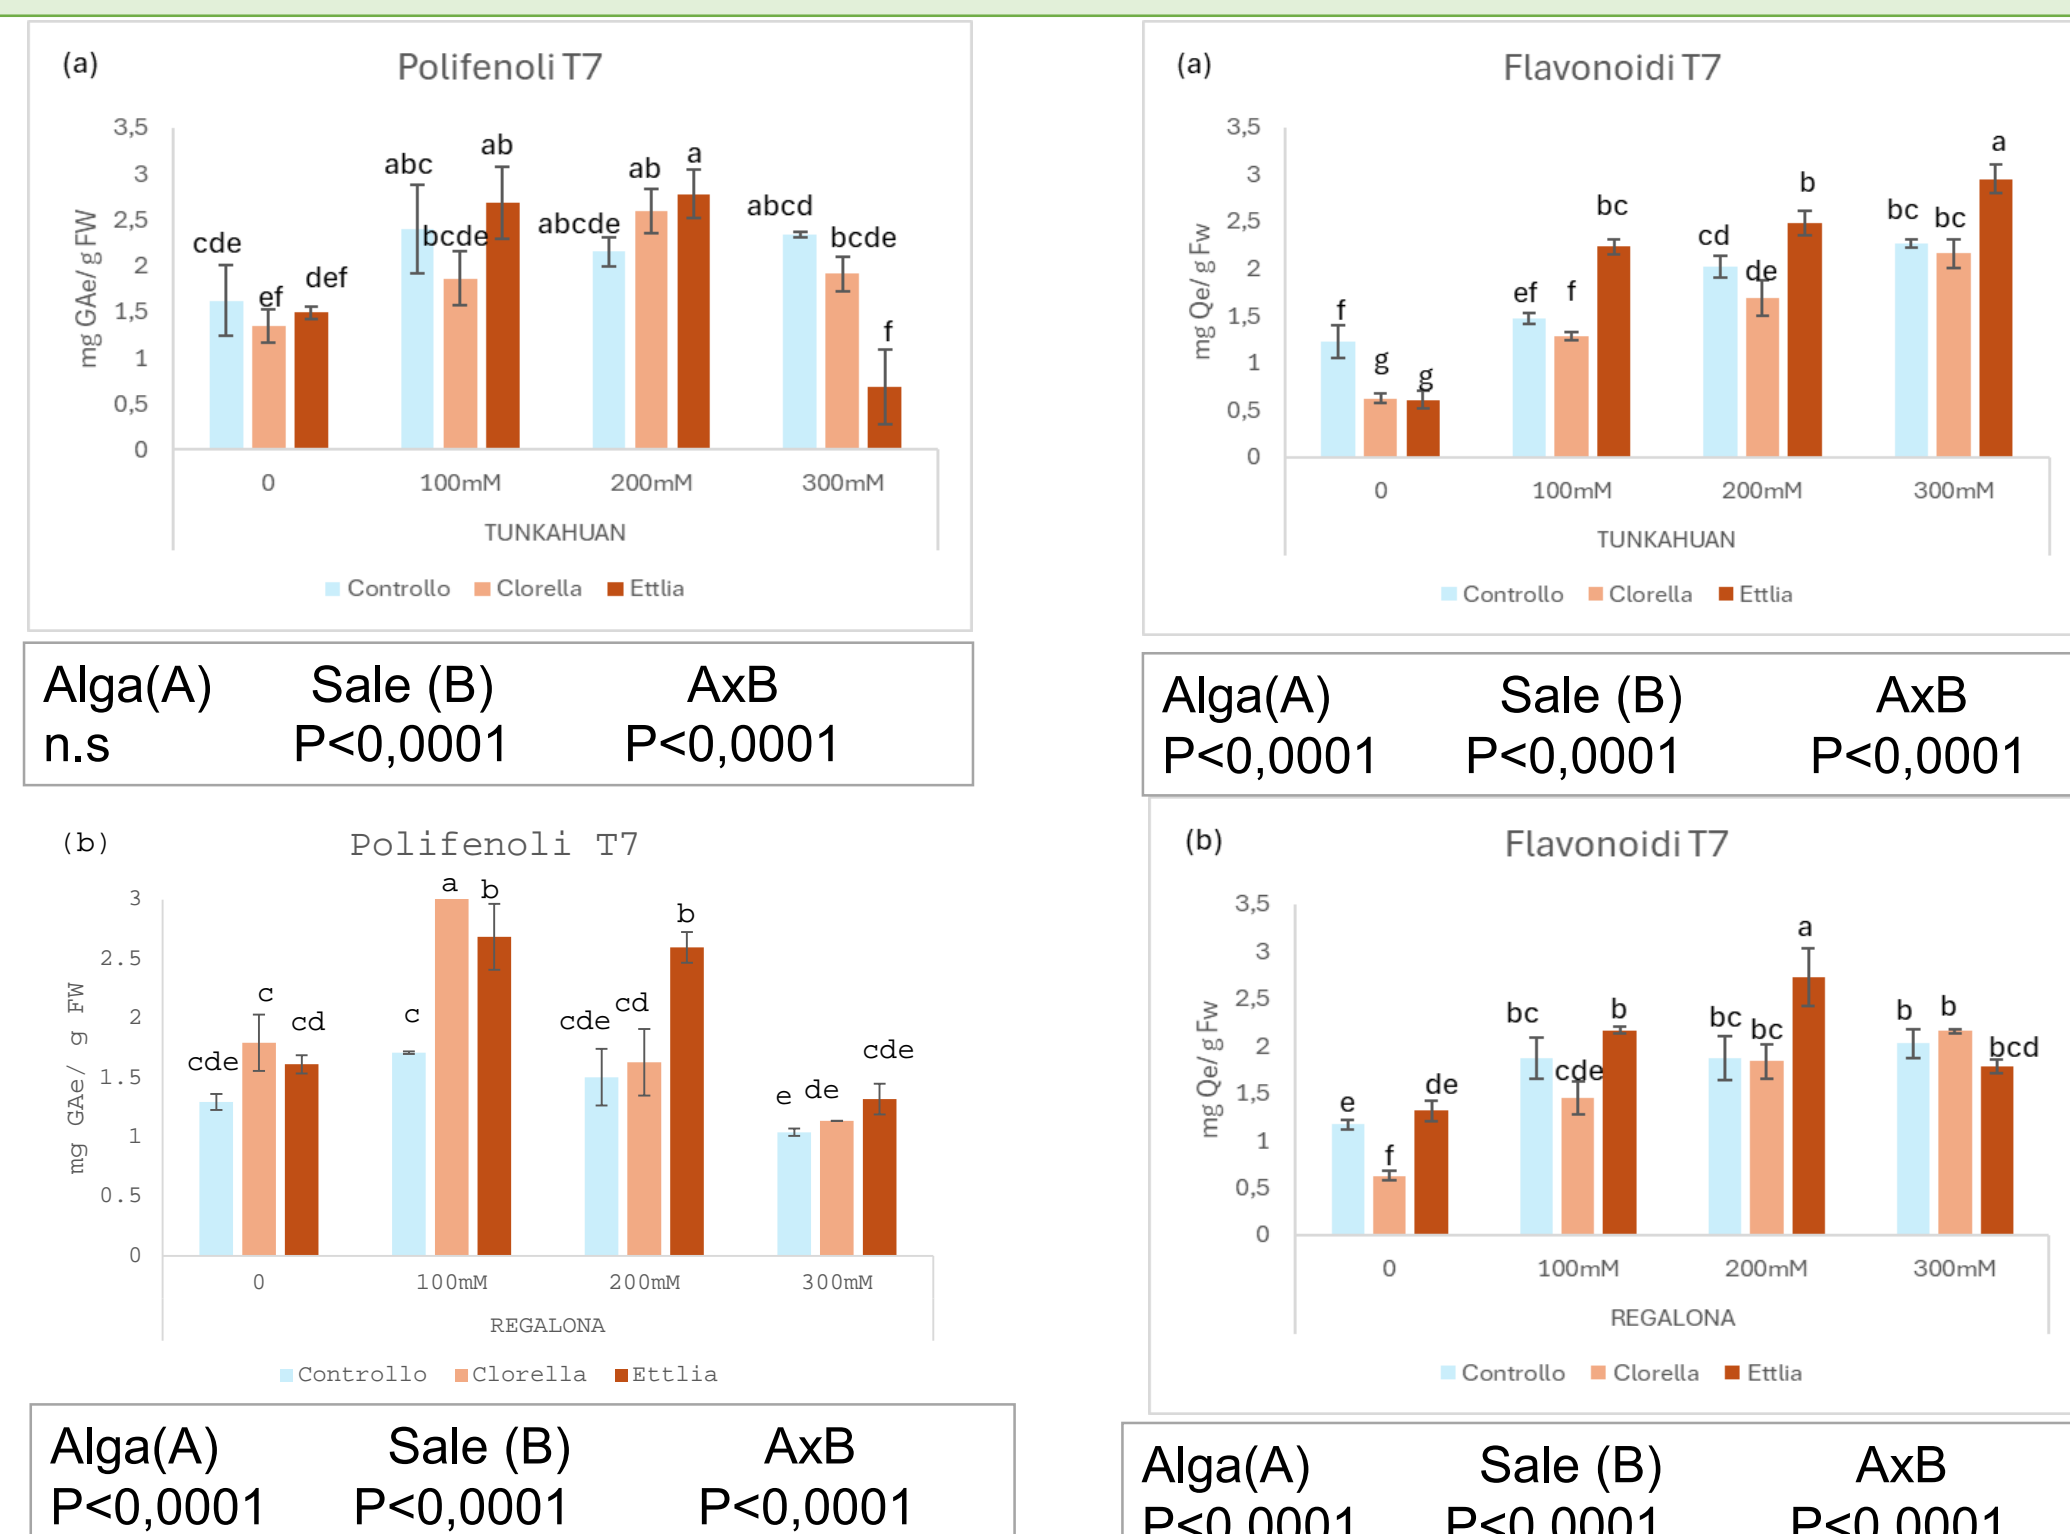 (a)
Polifenoli T7
3,5
3
2,5
2
1,5
1
0,5
0
mg GAe/ g FW
cde
ef
def
abc
bcde
ab
abcde
ab
a
abcd
bcde
f
0 100mM 200mM 300mM
TUNKAHUAN
Controllo Clorella Ettlia
Alga(A) Sale (B) AxB
n.s P<0,0001 P<0,0001
(a)
Flavonoidi T7
3,5
3
2,5
2
1,5
1
0,5
0
mg Qe/ g Fw
f
g
g
ef
f
bc
cd
de
b
bc
bc
a
0 100mM 200mM 300mM
TUNKAHUAN
Controllo Clorella Ettlia
Alga(A) Sale (B) AxB
P<0,0001 P<0,0001 P<0,0001
(b)
Polifenoli T7
3
2.5
2
1.5
1
0.5
0
mg GAe/ g FW
cde
c
cd
c
a
b
cde
cd
b
e
de
cde
0 100mM 200mM 300mM
REGALONA
Controllo Clorella Ettlia
Alga(A) Sale (B) AxB
P<0,0001 P<0,0001 P<0,0001
(b)
Flavonoidi T7
3,5
3
2,5
2
1,5
1
0,5
0
mg Qe/ g Fw
e
f
de
bc
cde
b
bc
bc
a
b
b
bcd
0 100mM 200mM 300mM
REGALONA
Controllo Clorella Ettlia
Alga(A) Sale (B) AxB
P<0,0001 P<0,0001 P<0,0001